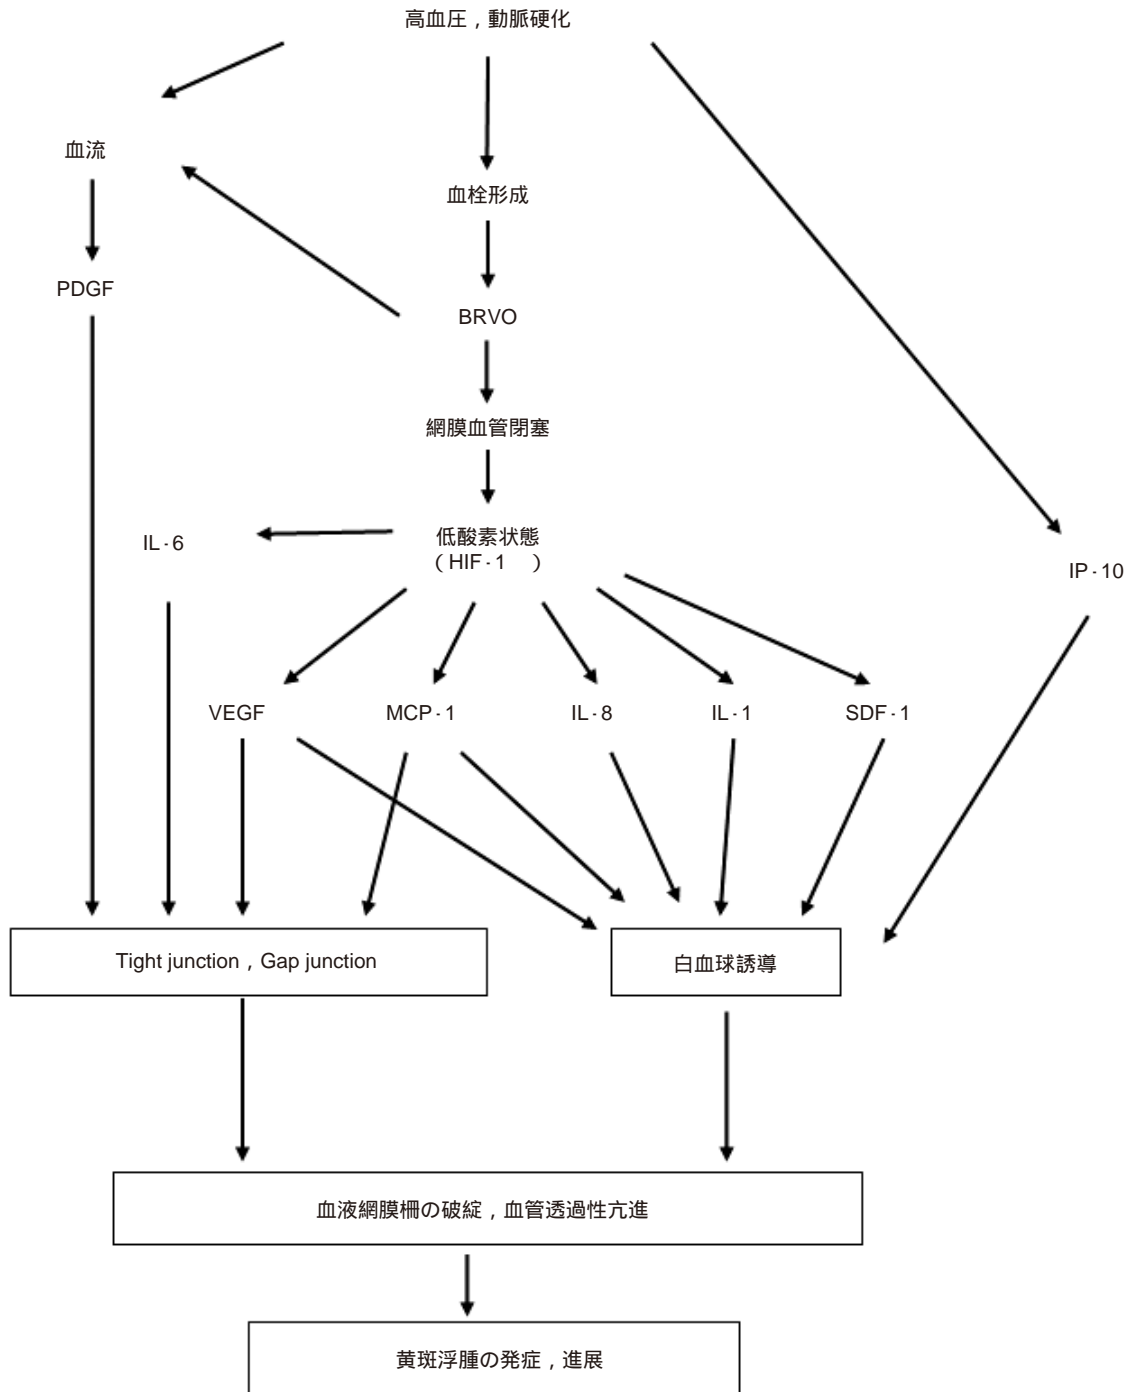 高血圧，動脈硬化
血流
血栓形成
PDGF
BRVO
網膜血管閉塞
IL‐6
低酸素状態
（HIF‐1　）
IP‐10
VEGF
MCP‐1
IL‐8
IL‐1
SDF‐1
Tight junction，Gap junction
白血球誘導
血液網膜柵の破綻，血管透過性亢進
黄斑浮腫の発症，進展